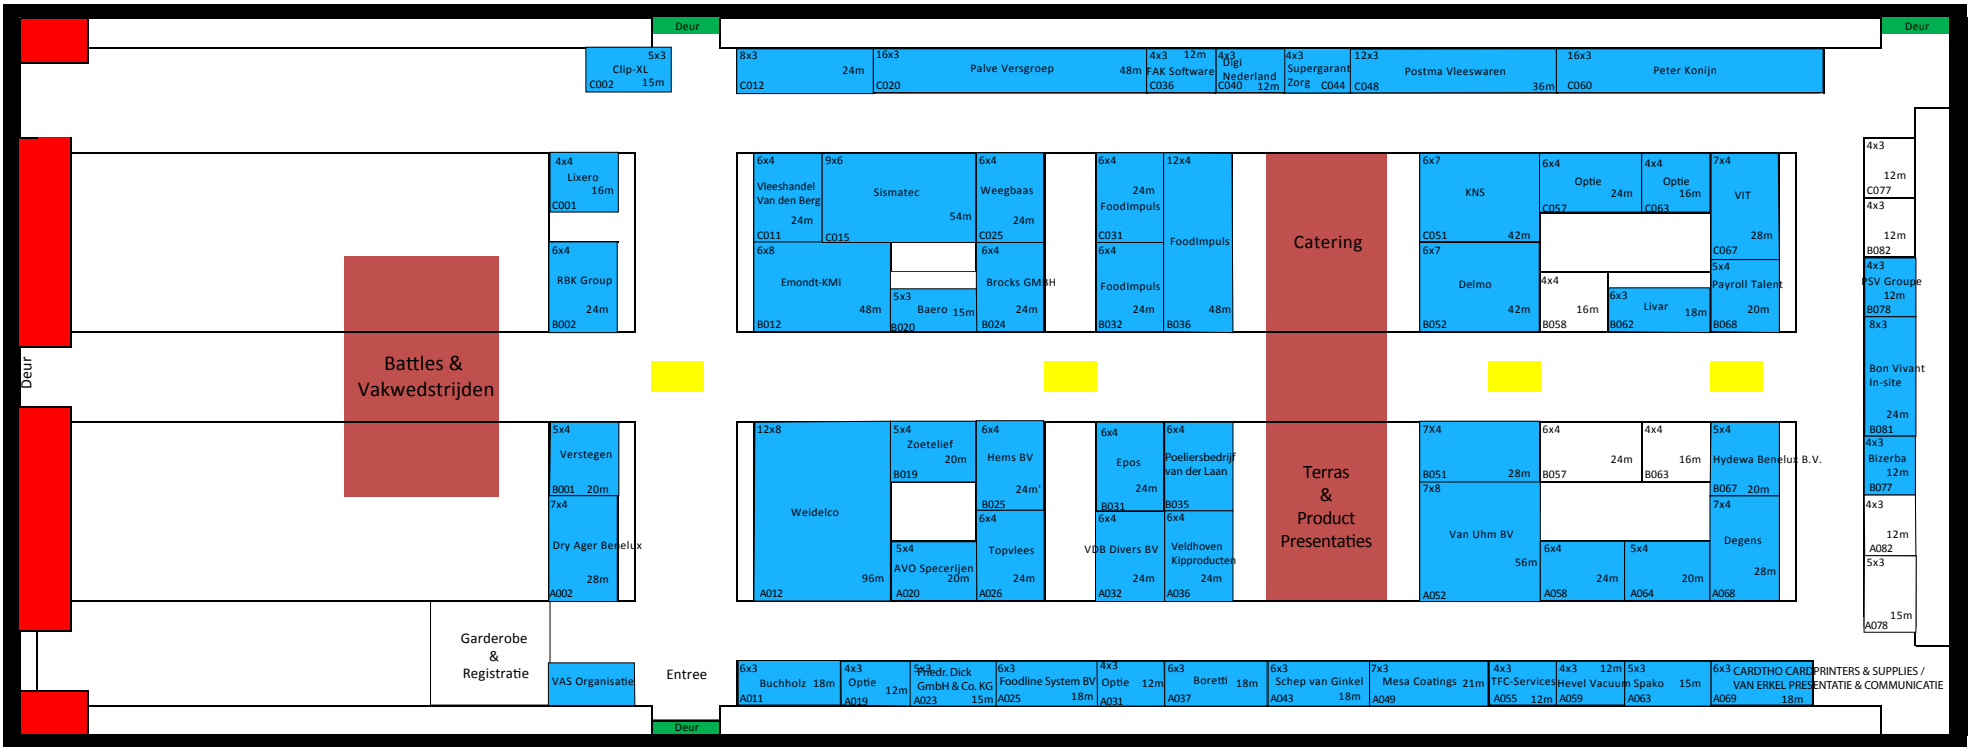 Deur
Deur
5x3
Clip-XL
C002 15m
8x3
24m
C012
16x3
Palve Versgroep
48m
C020
4x3 12m
FAK Software
C036
4x3
Digi
Nederland
C040 12m
4x3
Supergarant
Zorg C044
12x3
Postma Vleeswaren
C048 36m
16x3
Peter Konijn
C060
4x4
Lixero
16m
C001
6x4
RBK Group
24m
B002
6x4
Vleeshandel
Van den Berg
24m
C011
9x6
Sismatec
54m
C015
6x4
Weegbaas
24m
C025
6x8
Emondt-KMI
48m
B012
5x3
Baero 15m
B020
6x4
Brocks GMBH
24m
B024
6x4
24m
FoodImpuls
C031
6x4
FoodImpuls
24m
B032
12x4
FoodImpuls
48m
B036
Catering
6x7
KNS
C051 42m
6x7
Delmo
42m
B052
6x4
Optie
24m
C057
4x4
Optie
16m
C063
7x4
VIT
28m
C067
4x4
16m
B058
6x3
Livar
18m
B062
5x4
Payroll Talent
20m
B068
4x3
12m
C077
4x3
12m
B082
4x3
PSV Groupe
12m
B078
8x3
Bon Vivant
In-site
24m
B081
4x3
Bizerba
12m
B077
4x3
12m
A082
5x3
15m
A078
Deur
Battles &
Vakwedstrijden
5x4
Verstegen
B001 20m
7x4
Dry Ager Benelux
28m
A002
12x8
Weidelco
96m
A012
5x4
Zoetelief
20m
B019
6x4
Hems BV
24m'
B025
5x4
AVO Specerijen
20m
A020
6x4
Topvlees
24m
A026
6x4
Epos
24m
B031
6x4
Poeliersbedrijf
van der Laan
B035
6x4
VDB Divers BV
24m
A032
6x4
Veldhoven
Kipproducten
24m
A036
Terras
&
Product
Presentaties
7X4
B051 28m
7x8
Van Uhm BV
56m
A052
6x4
24m
B057
4x4
16m
B063
5x4
Hydewa Benelux B.V.
B067 20m
6x4
24m
A058
5x4
20m
A064
7x4
Degens
28m
A068
Garderobe
&
Registratie
VAS Organisatie
Entree
6x3
Buchholz 18m
A011
4x3
Optie
12m
A019
5x3
Friedr. Dick
GmbH & Co. KG
A023 15m
6x3
Foodline System BV
A025 18m
4x3
Optie 12m
A031
6x3
Boretti 18m
A037
6x3
Schep van Ginkel
A043 18m
7x3
Mesa Coatings 21m
A049
4x3
TFC-Services
A055 12m
4x3 12m
Hevel Vacuum
A059
5x3
Spako 15m
A063
6x3 CARDTHO CARDPRINTERS & SUPPLIES /
VAN ERKEL PRESENTATIE & COMMUNICATIE
A069 18m
Deur